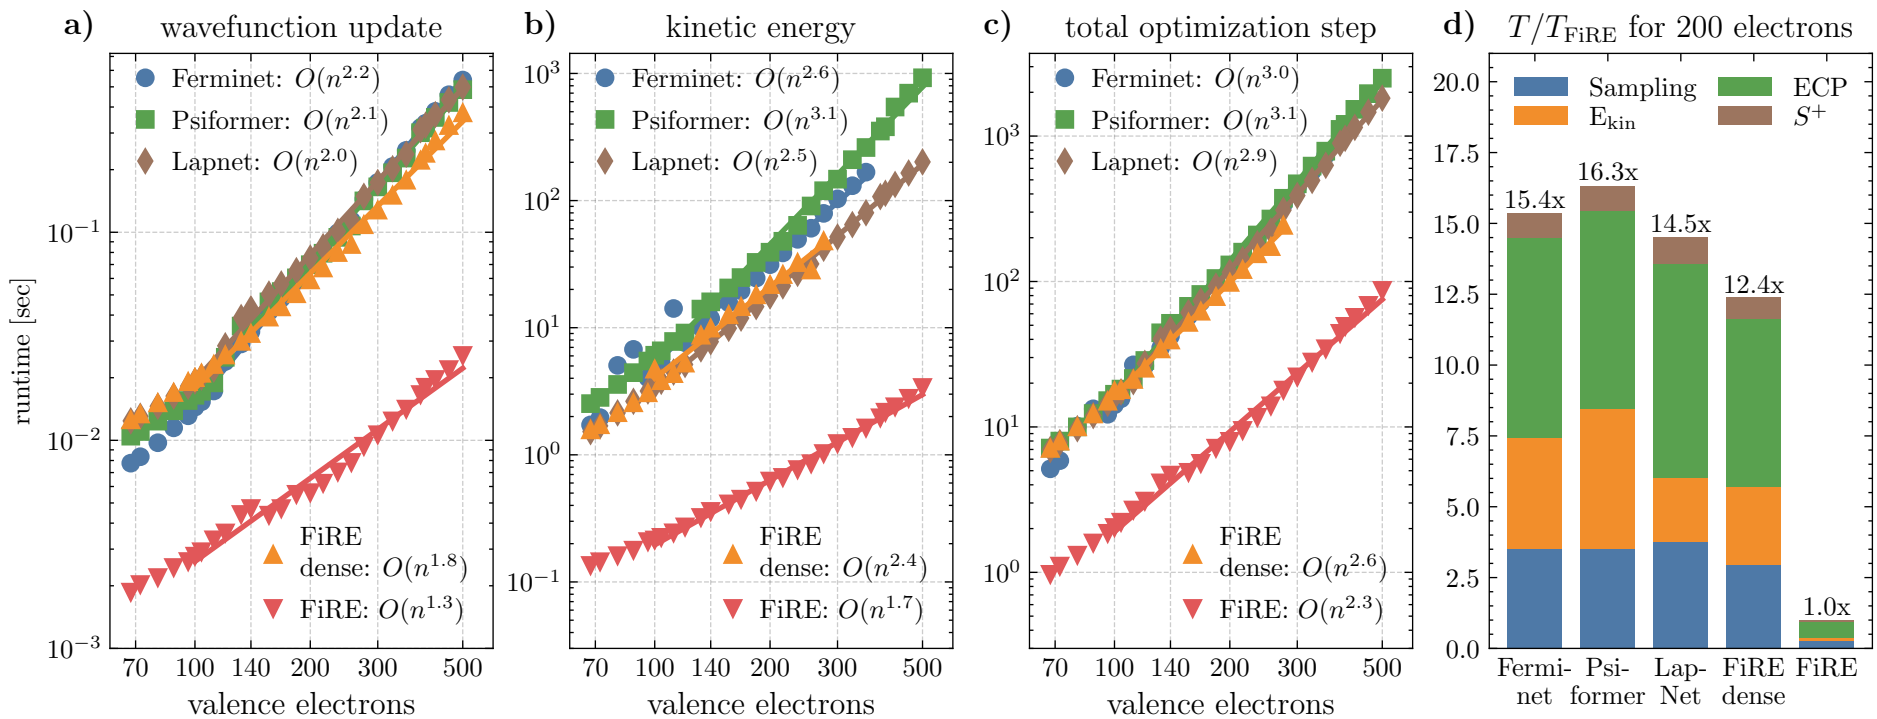 a) wavefunction update
Ferminet: O(n^2.2)
Psiformer: O(n^2.1)
Lapnet: O(n^2.0)
FiRE
dense: O(n^1.8)
FiRE: O(n^1.3)
10^−1
10^−2
10^−3
runtime [sec]
70 100 140 200 300 500
valence electrons
b) kinetic energy
Ferminet: O(n^2.6)
Psiformer: O(n^3.1)
Lapnet: O(n^2.5)
FiRE
dense: O(n^2.4)
FiRE: O(n^1.7)
10^3
10^2
10^1
10^0
10^−1
70 100 140 200 300 500
valence electrons
c) total optimization step
Ferminet: O(n^3.0)
Psiformer: O(n^3.1)
Lapnet: O(n^2.9)
FiRE
dense: O(n^2.6)
FiRE: O(n^2.3)
10^3
10^2
10^1
10^0
70 100 140 200 300 500
valence electrons
d) T/T_FiRE for 200 electrons
Sampling ECP
E_kin S^+
20.0
17.5
15.0
12.5
10.0
7.5
5.0
2.5
0.0
15.4x 16.3x 14.5x 12.4x 1.0x
Fermi- Psi- Lap- FiRE FiRE
net former Net dense